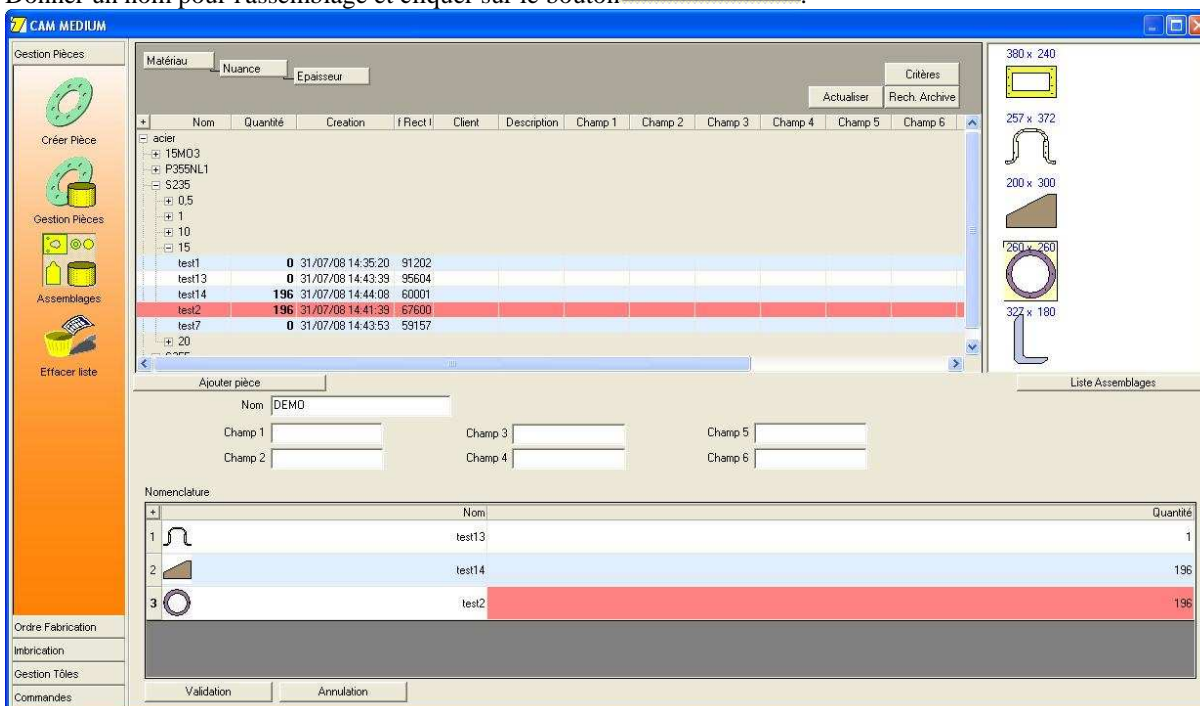 Donner un nom pour l'assemblage et cliquer sur le bouton
CAM MEDIUM
Gestion Pièces
Créer Pièce
Gestion Pièces
Assemblages
Effacer liste
Ordre Fabrication
Imbrication
Gestion Tôles
Commandes
Matériau
Nuance
Epaisseur
Critères
Actualiser Rech. Archive
+ Nom Quantité Creation f Rect I Client Description Champ 1 Champ 2 Champ 3 Champ 4 Champ 5 Champ 6
acier
15MO3
P355NL1
S235
0,5
1
10
15
test1 0 31/07/08 14:35:20 91202
test13 0 31/07/08 14:43:39 95604
test14 196 31/07/08 14:44:08 60001
test2 196 31/07/08 14:41:39 67600
test7 0 31/07/08 14:43:53 59157
20
380 x 240
257 x 372
200 x 300
260 x 260
327 x 180
Ajouter pièce Liste Assemblages
Nom DEMO
Champ 1 Champ 3 Champ 5
Champ 2 Champ 4 Champ 6
Nomenclature
+ Nom Quantité
1 test13 1
2 test14 196
3 test2 196
Validation Annulation